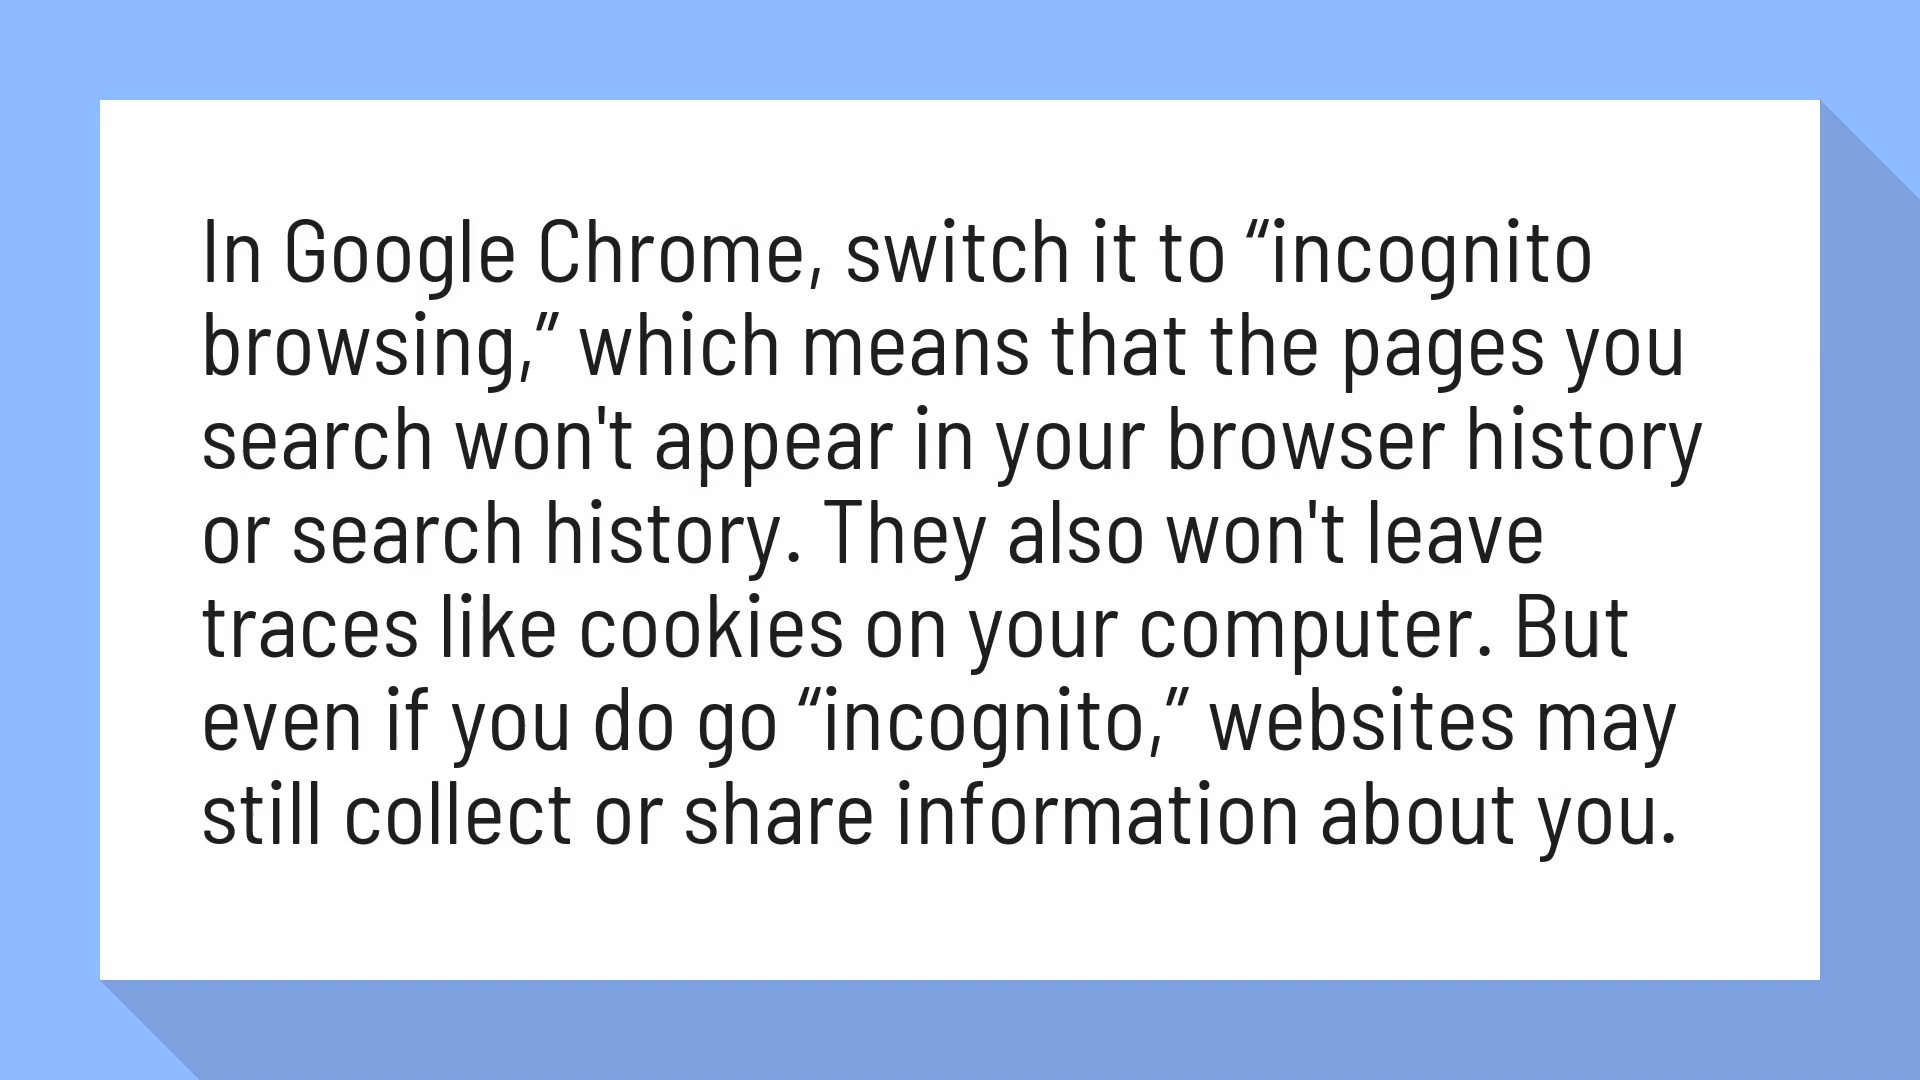 In Google Chrome, switch it to “incognito
browsing,” which means that the pages you
search won't appear in your browser history
or search history. They also won't leave
traces like cookies on your computer. But
even if you do go “incognito,” websites may
still collect or share information about you.